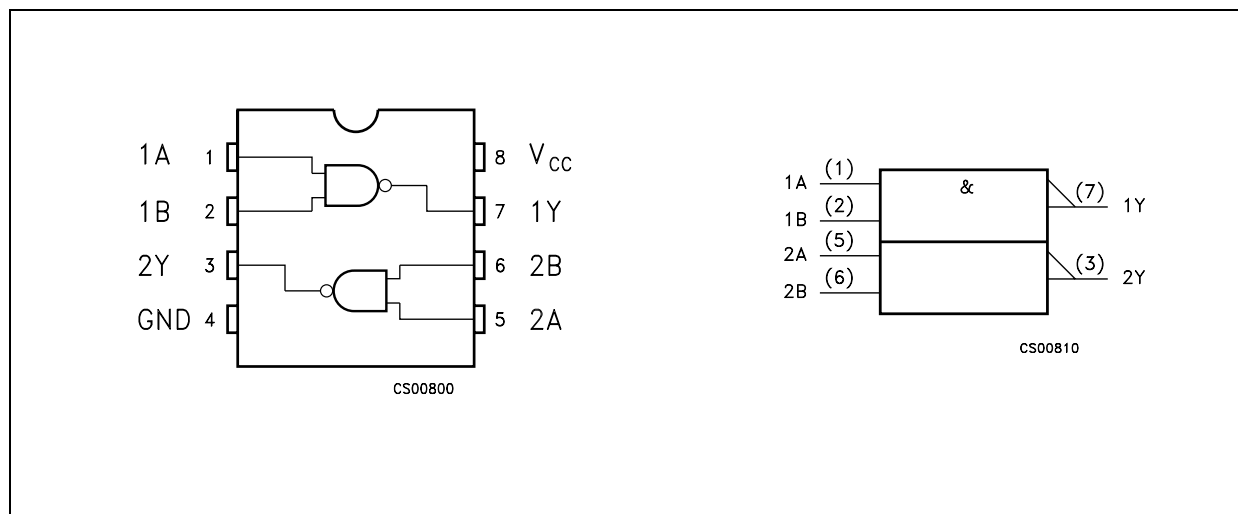 1A 1 8 VCC
1B 2 7 1Y
2Y 3 6 2B
GND 4 5 2A
CS00800
&
1A (1) (7) 1Y
1B (2)
2A (5) (3) 2Y
2B (6)
CS00810